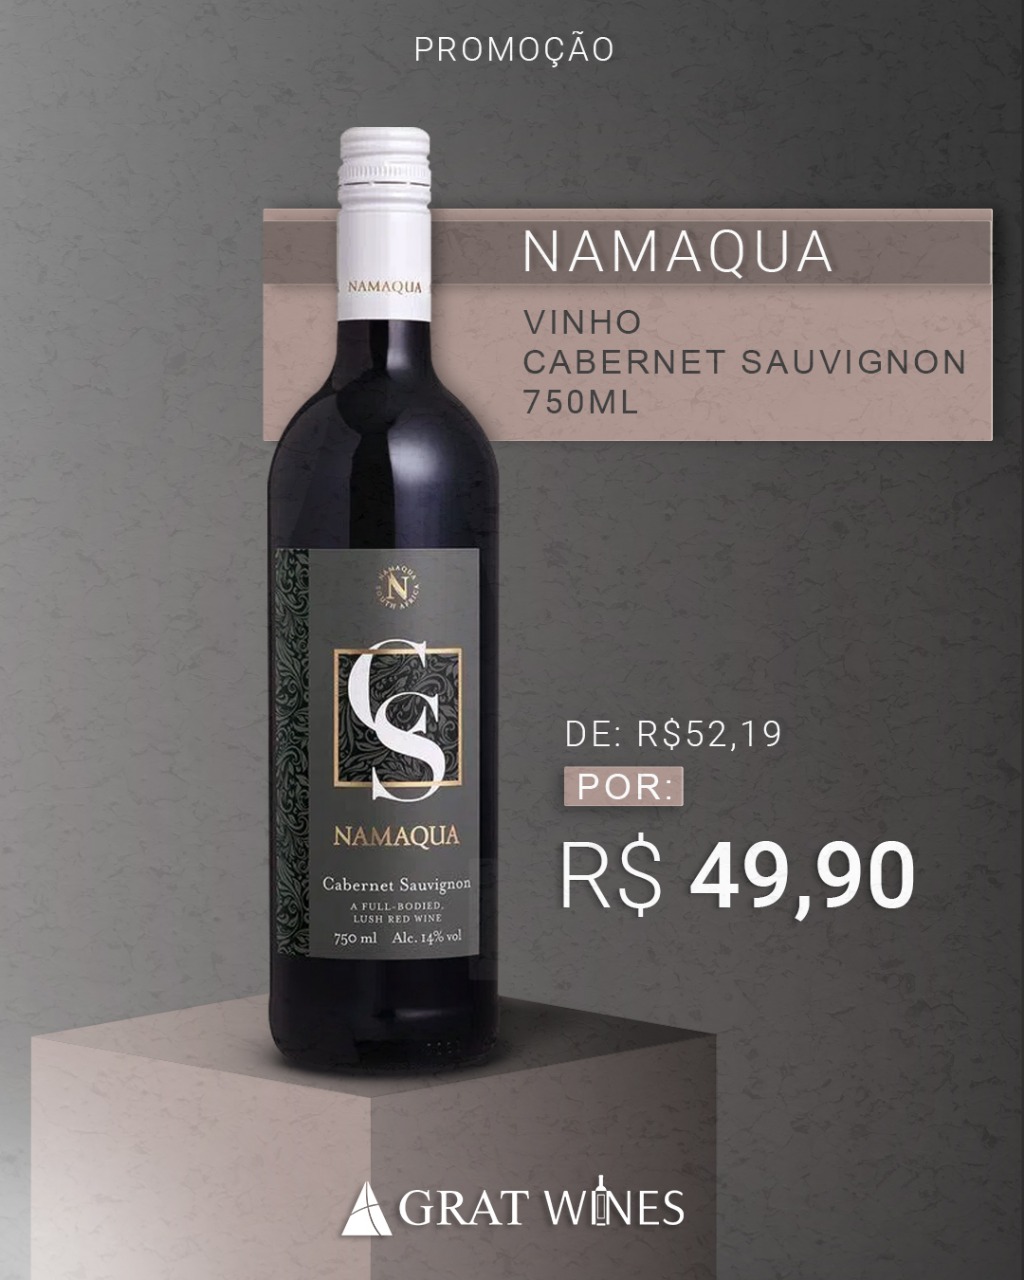 PROMOÇÃO
NAMAQUA
NAMAQUA
VINHO
CABERNET SAUVIGNON
750ML
NAMAQUA
SOUTH AFRICA
N
CS
NAMAQUA
Cabernet Sauvignon
A FULL-BODIED,
LUSH RED WINE
750 ml Alc. 14% vol
DE: R$52,19
POR:
R$ 49,90
GRAT WINES